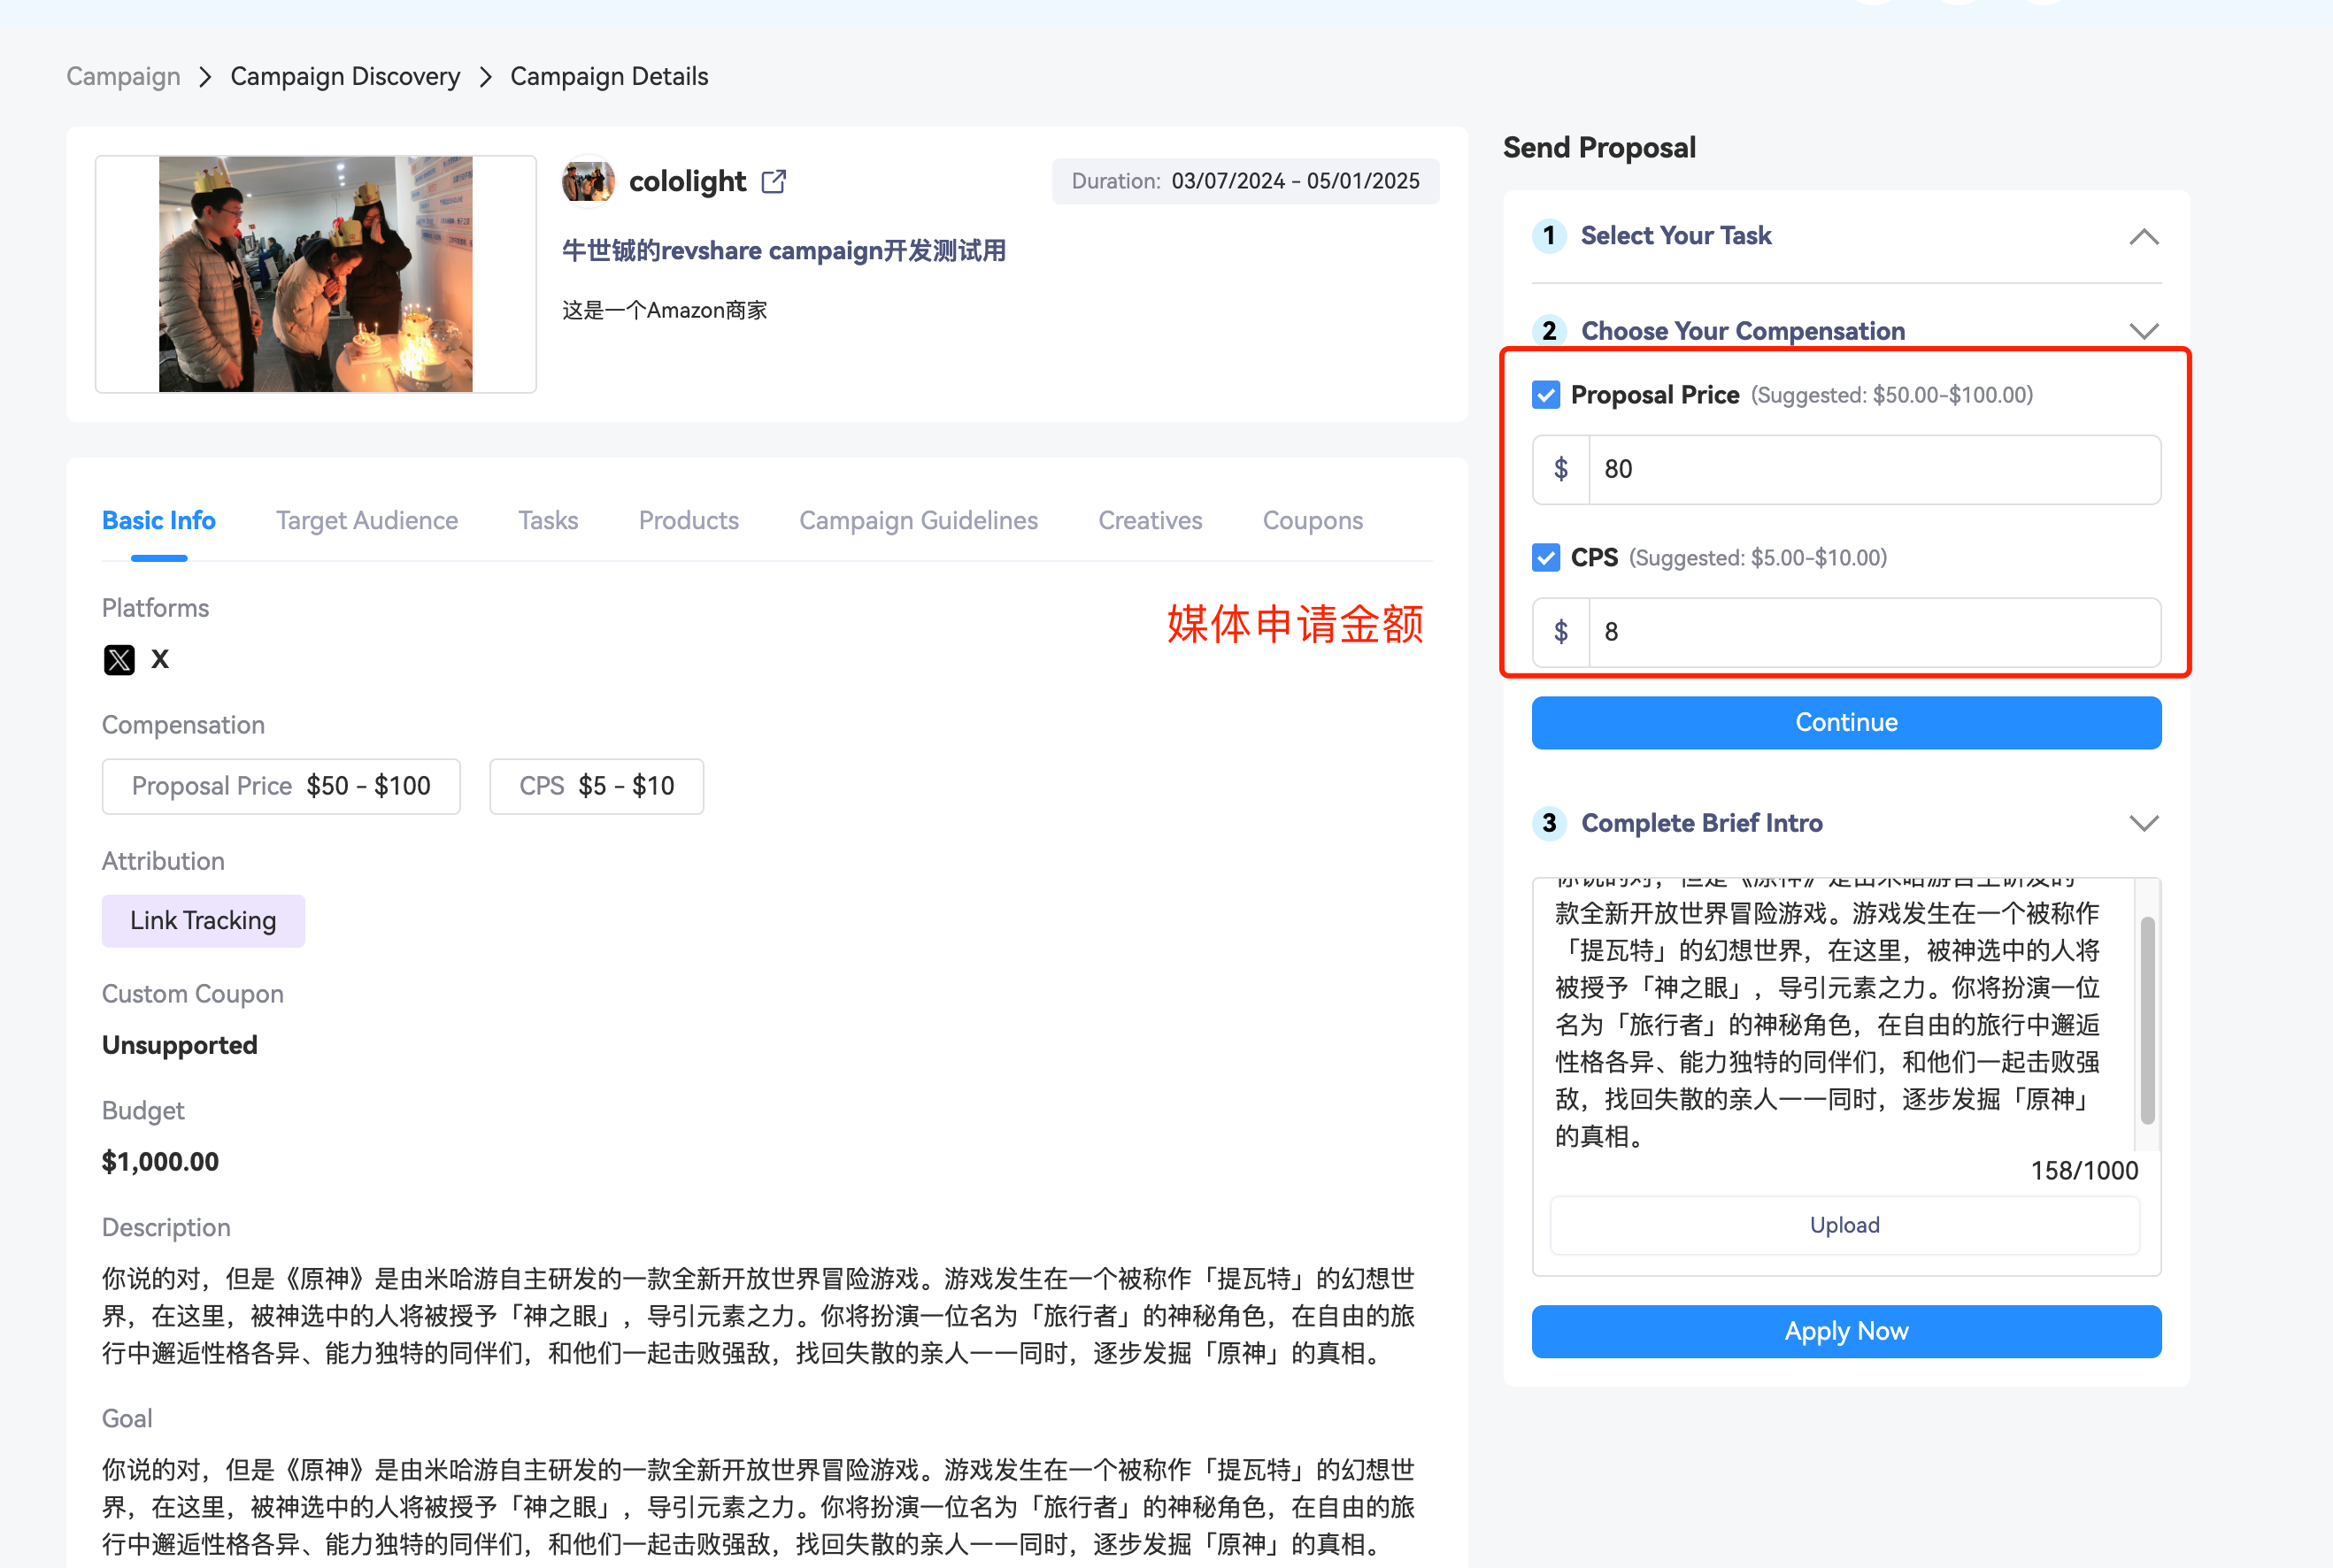 Campaign > Campaign Discovery > Campaign Details
cololight
Duration: 03/07/2024 - 05/01/2025
牛世铖的revshare campaign开发测试用
这是一个Amazon商家
Basic Info Target Audience Tasks Products Campaign Guidelines Creatives Coupons
Platforms
X
媒体申请金额
Compensation
Proposal Price $50 - $100 CPS $5 - $10
Attribution
Link Tracking
Custom Coupon
Unsupported
Budget
$1,000.00
Description
你说的对，但是《原神》是由米哈游自主研发的一款全新开放世界冒险游戏。游戏发生在一个被称作「提瓦特」的幻想世
界，在这里，被神选中的人将被授予「神之眼」，导引元素之力。你将扮演一位名为「旅行者」的神秘角色，在自由的旅
行中邂逅性格各异、能力独特的同伴们，和他们一起击败强敌，找回失散的亲人——同时，逐步发掘「原神」的真相。
Goal
你说的对，但是《原神》是由米哈游自主研发的一款全新开放世界冒险游戏。游戏发生在一个被称作「提瓦特」的幻想世
界，在这里，被神选中的人将被授予「神之眼」，导引元素之力。你将扮演一位名为「旅行者」的神秘角色，在自由的旅
行中邂逅性格各异、能力独特的同伴们，和他们一起击败强敌，找回失散的亲人——同时，逐步发掘「原神」的真相。
Send Proposal
1 Select Your Task
2 Choose Your Compensation
Proposal Price (Suggested: $50.00-$100.00)
$ 80
CPS (Suggested: $5.00-$10.00)
$ 8
Continue
3 Complete Brief Intro
你说的对，但是《原神》是由米哈游自主研发的一
款全新开放世界冒险游戏。游戏发生在一个被称作
「提瓦特」的幻想世界，在这里，被神选中的人将
被授予「神之眼」，导引元素之力。你将扮演一位
名为「旅行者」的神秘角色，在自由的旅行中邂逅
性格各异、能力独特的同伴们，和他们一起击败强
敌，找回失散的亲人——同时，逐步发掘「原神」
的真相。
158/1000
Upload
Apply Now